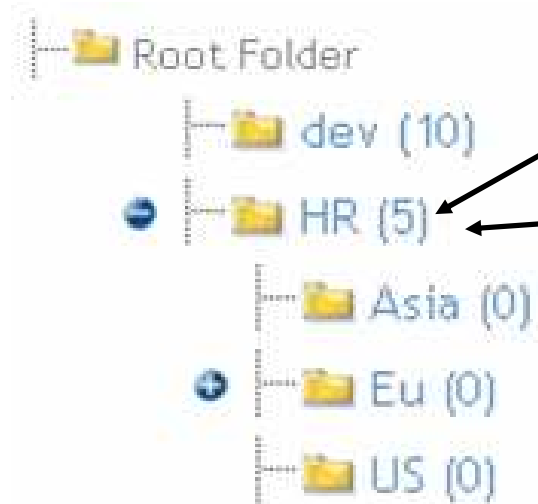 Root Folder
dev (10)
HR (5)
Asia (0)
Eu (0)
US (0)